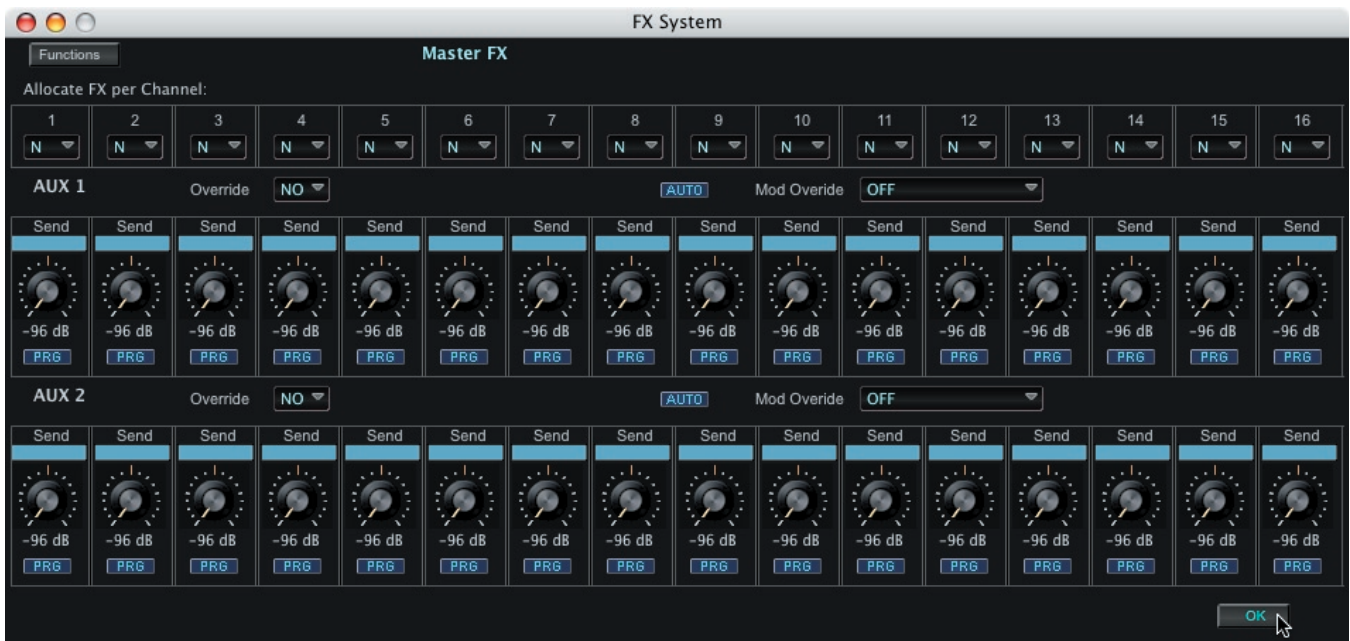 FX System
Functions Master FX
Allocate FX per Channel:
1 2 3 4 5 6 7 8 9 10 11 12 13 14 15 16
N N N N N N N N N N N N N N N N
AUX 1 Override NO AUTO Mod Overide OFF
Send Send Send Send Send Send Send Send Send Send Send Send Send Send Send Send
-96 dB -96 dB -96 dB -96 dB -96 dB -96 dB -96 dB -96 dB -96 dB -96 dB -96 dB -96 dB -96 dB -96 dB -96 dB -96 dB
PRG PRG PRG PRG PRG PRG PRG PRG PRG PRG PRG PRG PRG PRG PRG PRG
AUX 2 Override NO AUTO Mod Overide OFF
Send Send Send Send Send Send Send Send Send Send Send Send Send Send Send Send
-96 dB -96 dB -96 dB -96 dB -96 dB -96 dB -96 dB -96 dB -96 dB -96 dB -96 dB -96 dB -96 dB -96 dB -96 dB -96 dB
PRG PRG PRG PRG PRG PRG PRG PRG PRG PRG PRG PRG PRG PRG PRG PRG
OK